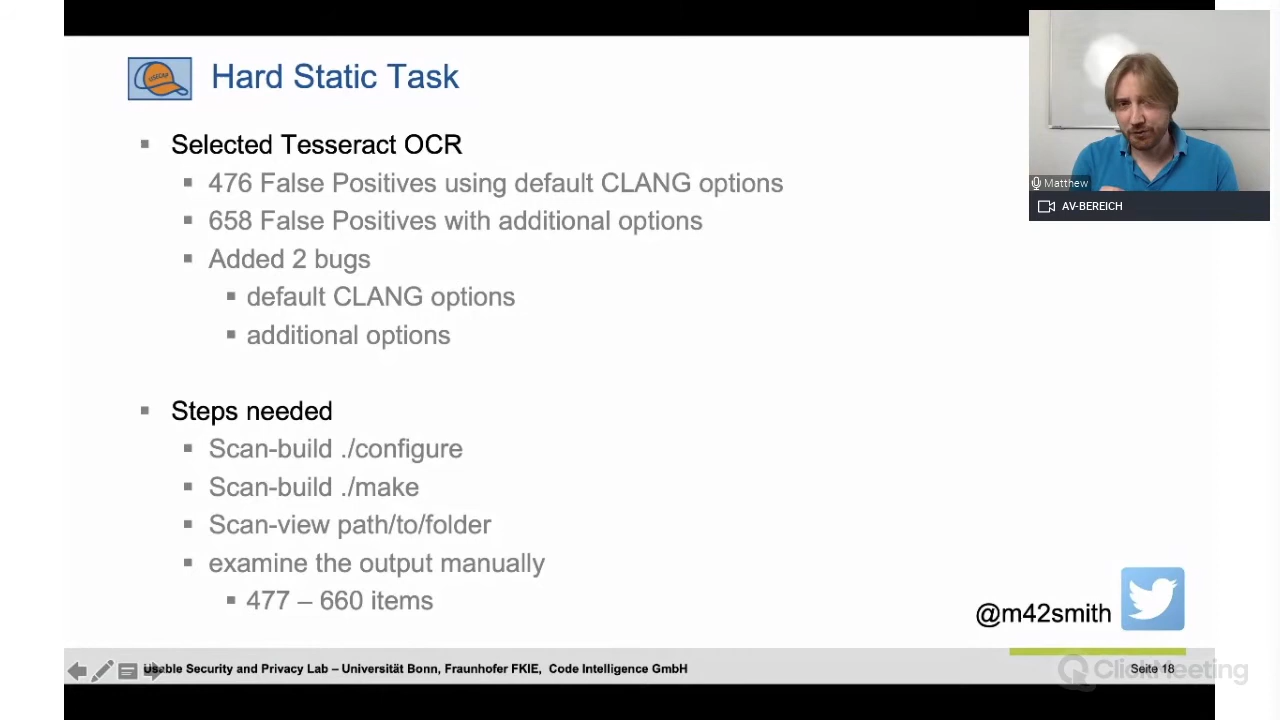 USECAP
Hard Static Task
Selected Tesseract OCR
476 False Positives using default CLANG options
658 False Positives with additional options
Added 2 bugs
default CLANG options
additional options
Steps needed
Scan-build ./configure
Scan-build ./make
Scan-view path/to/folder
examine the output manually
477 – 660 items
Matthew
AV-BEREICH
@m42smith
Usable Security and Privacy Lab – Universität Bonn, Fraunhofer FKIE, Code Intelligence GmbH
Seite 18
ClickMeeting